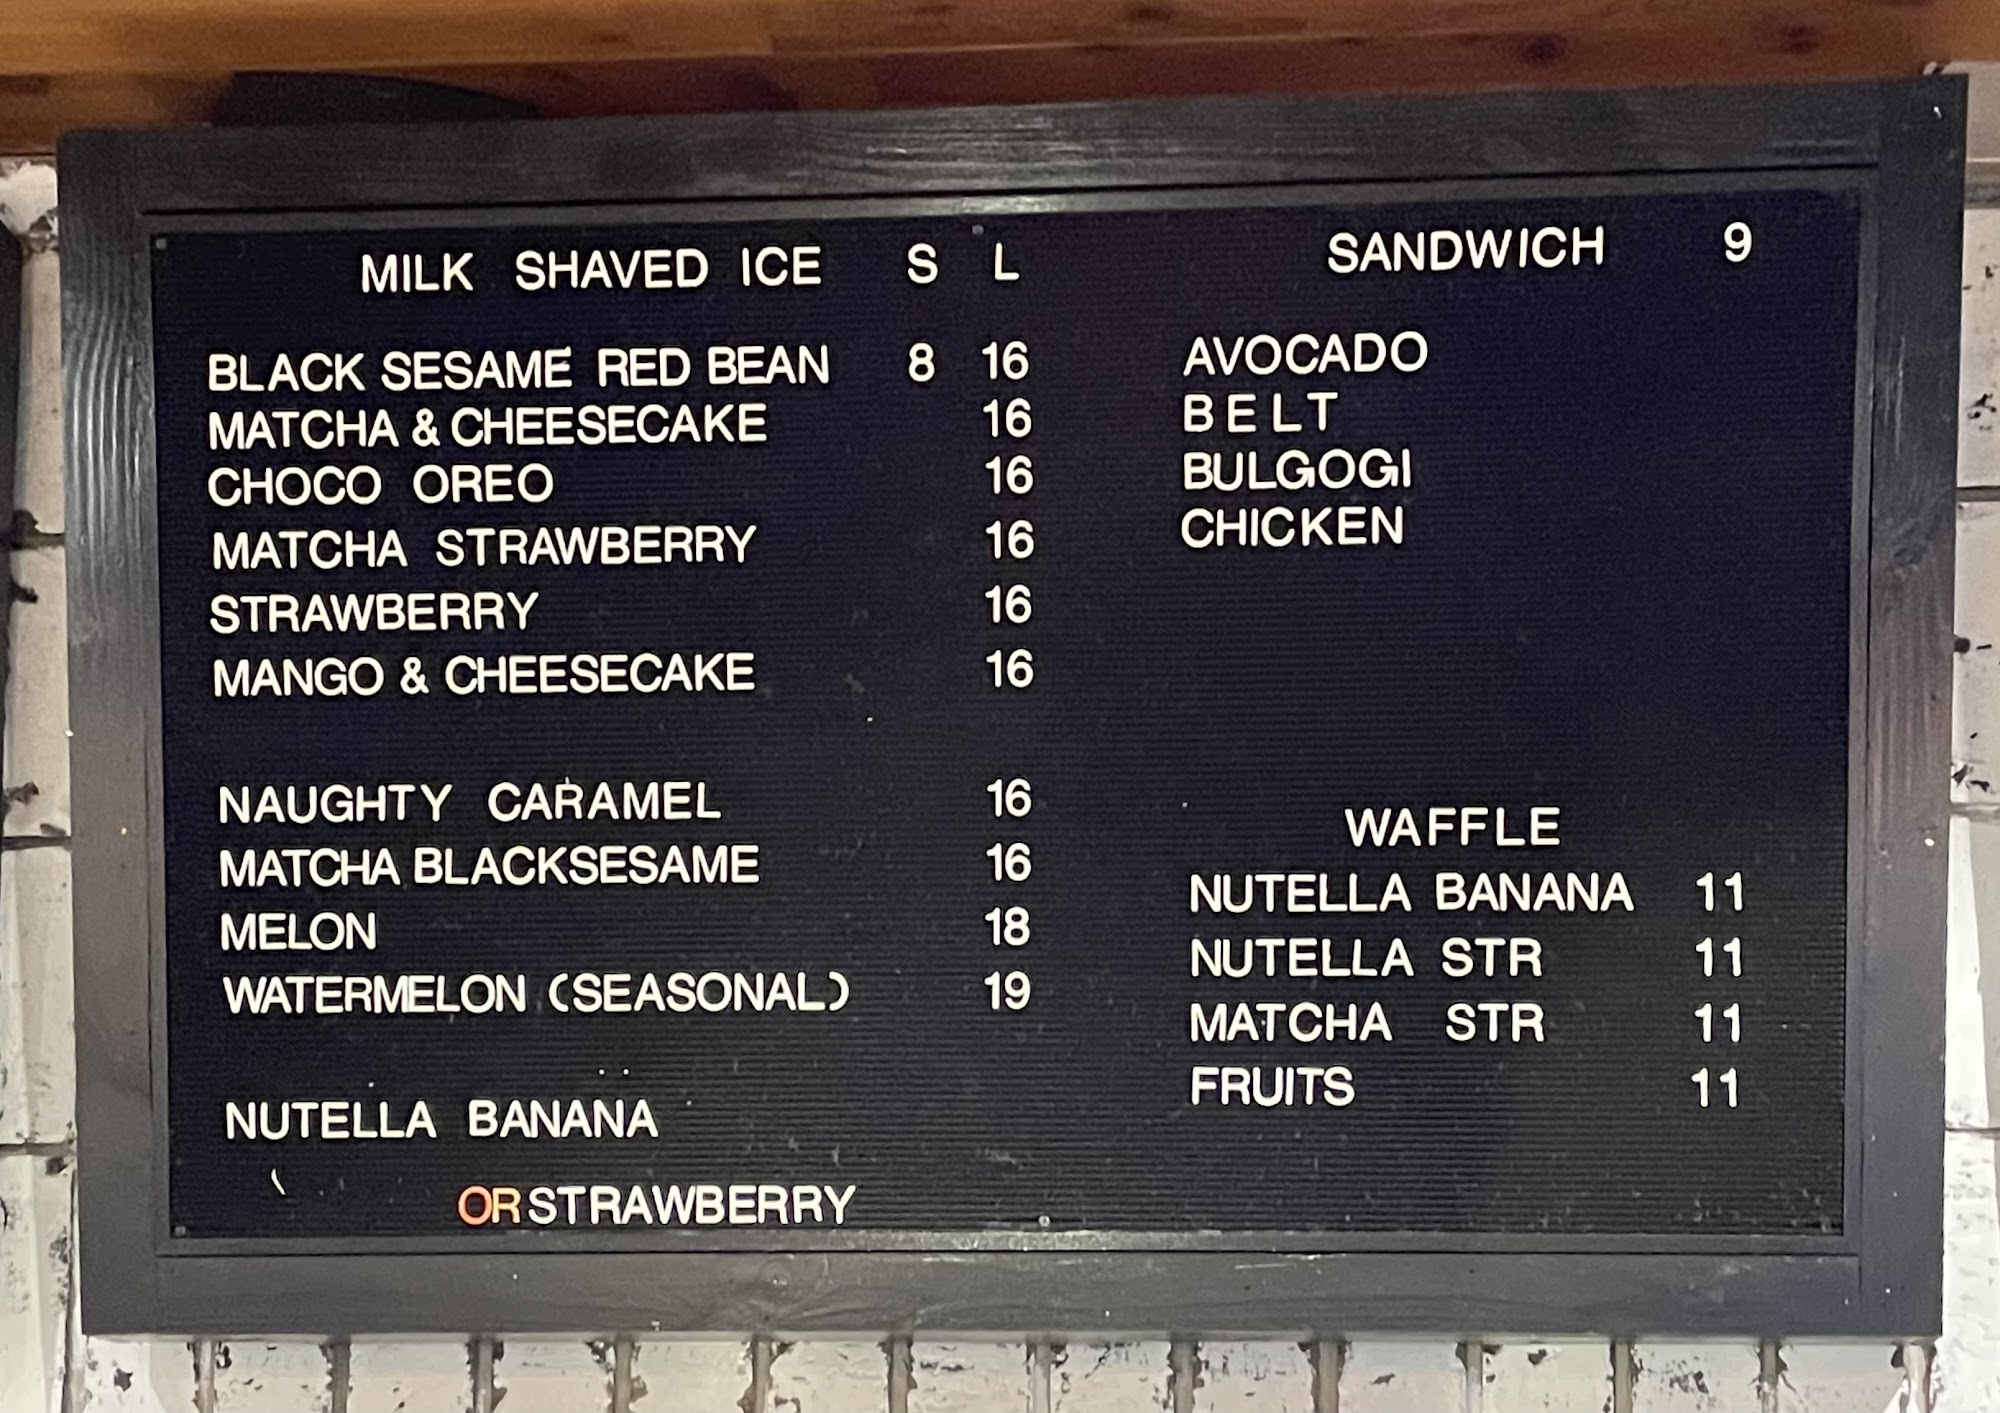 MILK SHAVED ICE S L
BLACK SESAME RED BEAN 8 16
MATCHA & CHEESECAKE 16
CHOCO OREO 16
MATCHA STRAWBERRY 16
STRAWBERRY 16
MANGO & CHEESECAKE 16
NAUGHTY CARAMEL 16
MATCHA BLACKSESAME 16
MELON 18
WATERMELON (SEASONAL) 19
NUTELLA BANANA
OR STRAWBERRY
SANDWICH 9
AVOCADO
BELT
BULGOGI
CHICKEN
WAFFLE
NUTELLA BANANA 11
NUTELLA STR 11
MATCHA STR 11
FRUITS 11